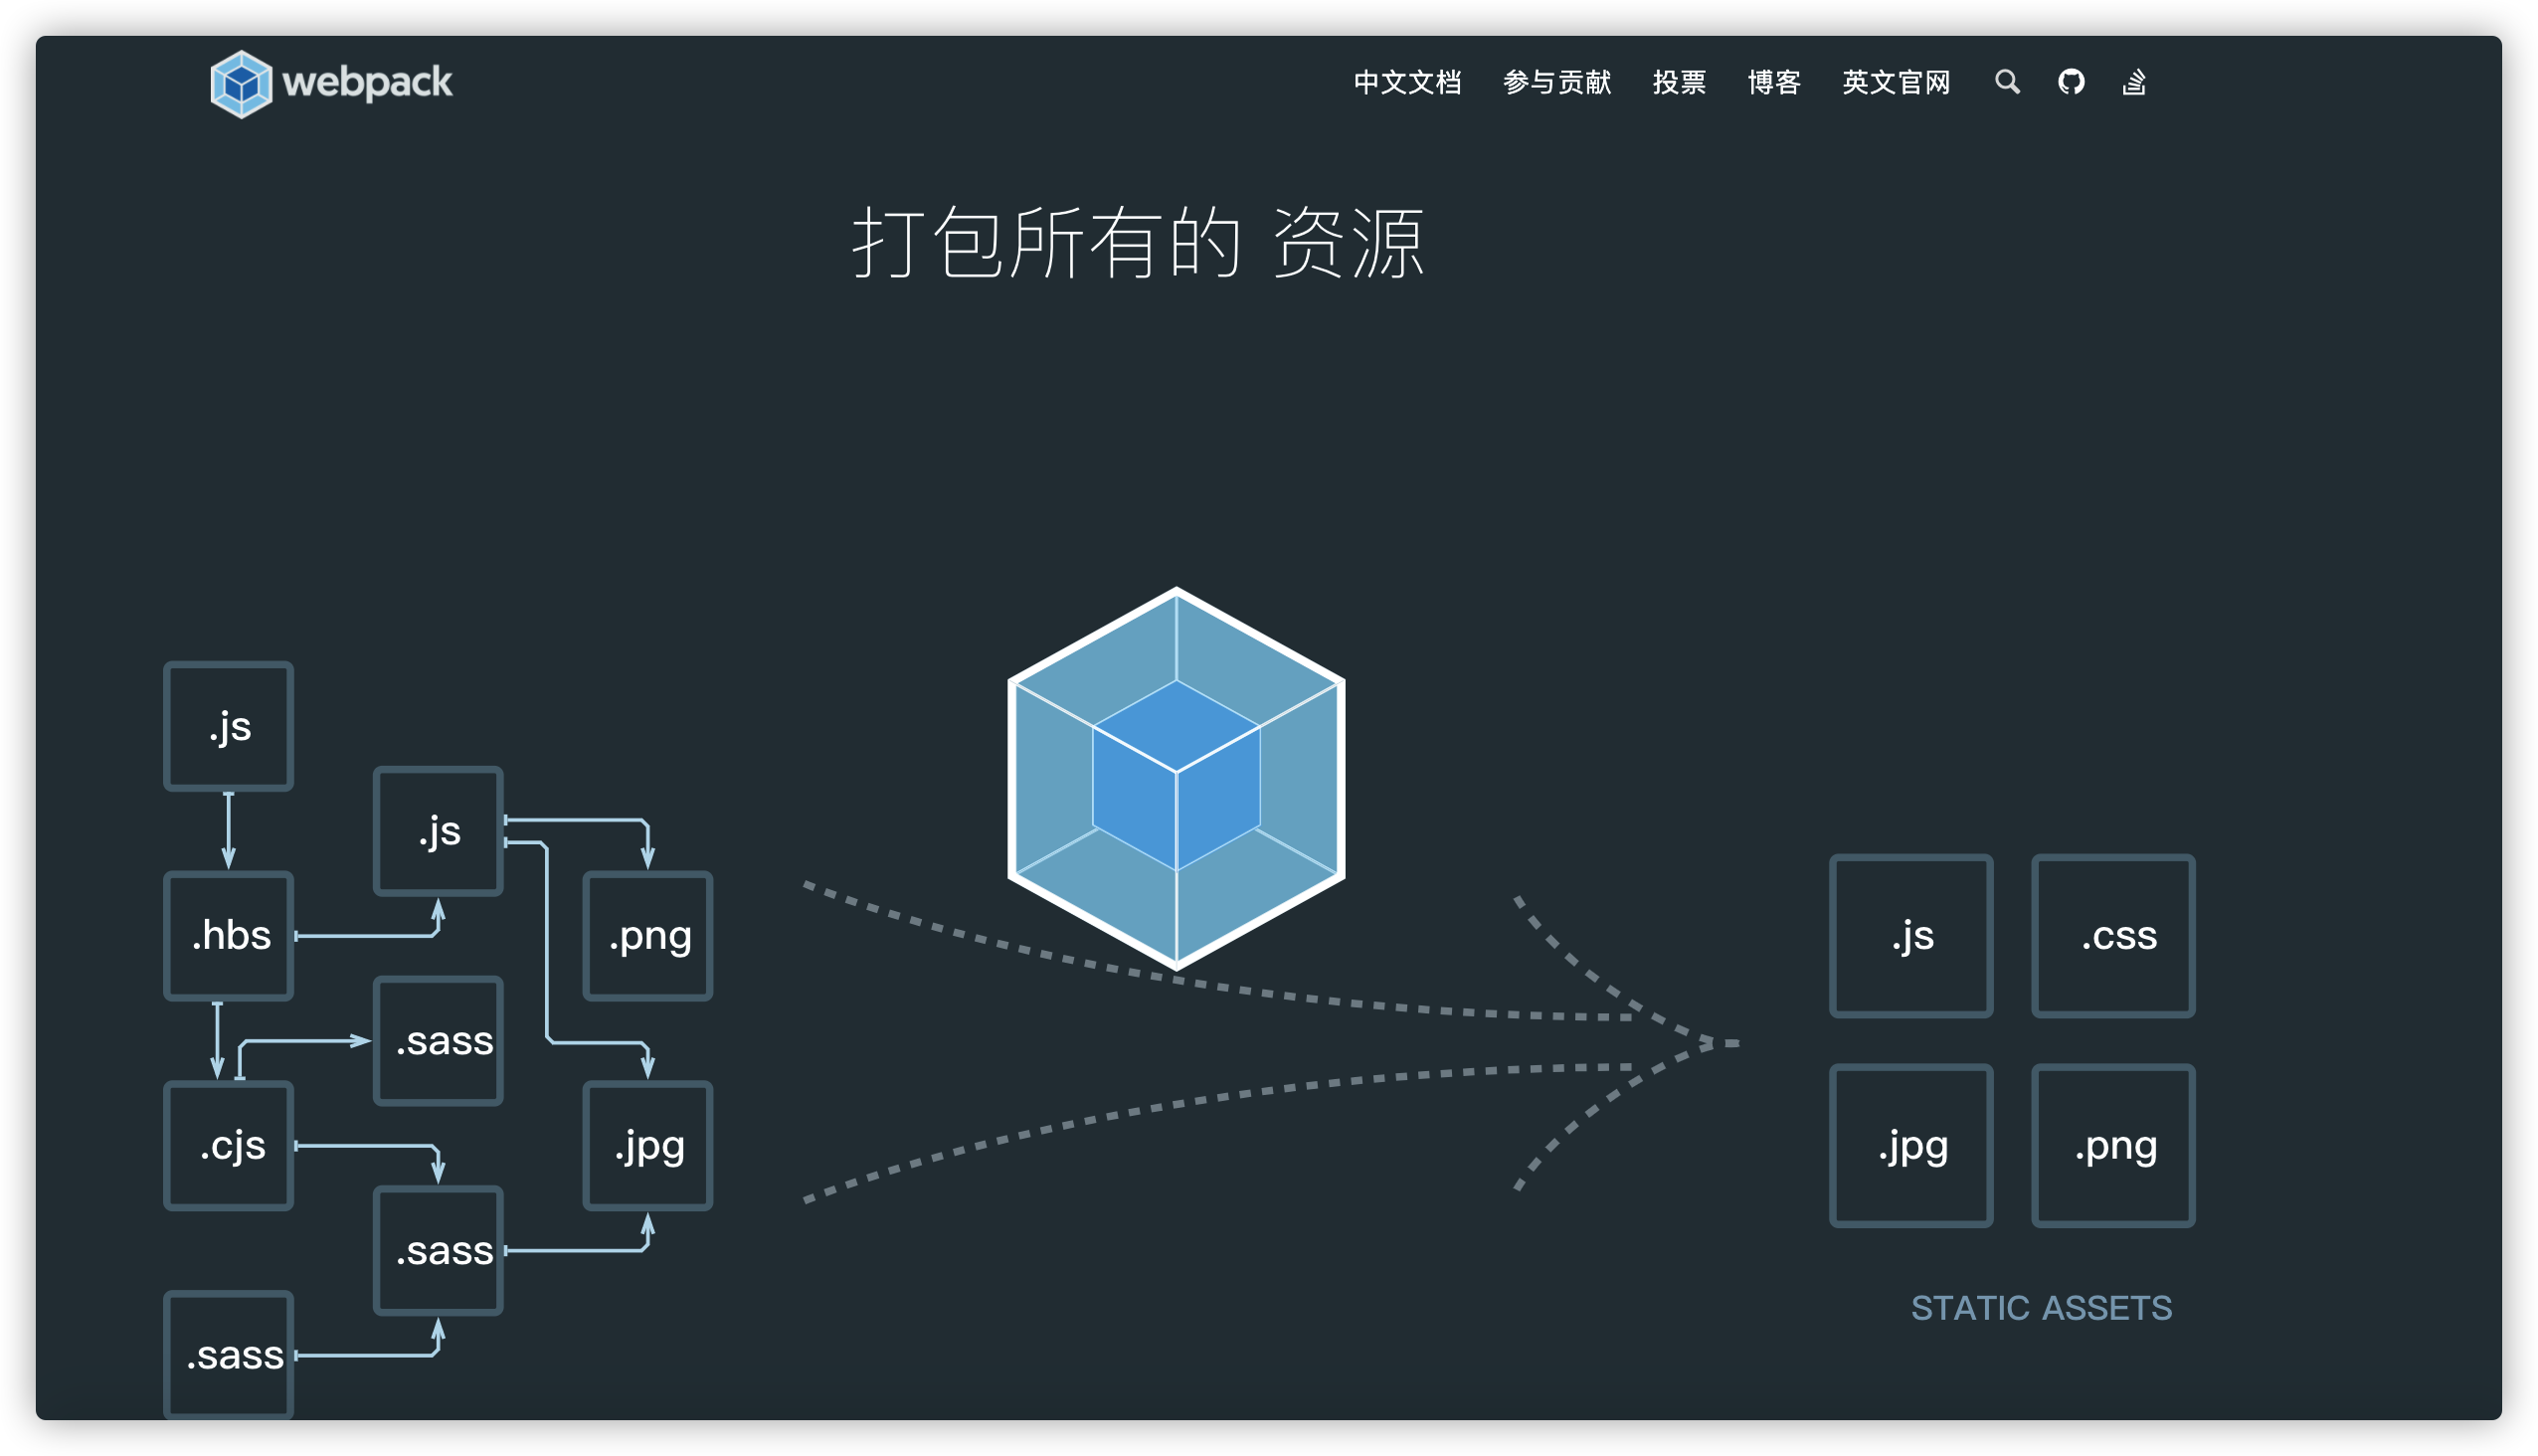 webpack
中文文档 参与贡献 投票 博客 英文官网
打包所有的 资源
.js
.js
.hbs
.png
.sass
.cjs
.jpg
.sass
.sass
.js .css
.jpg .png
STATIC ASSETS